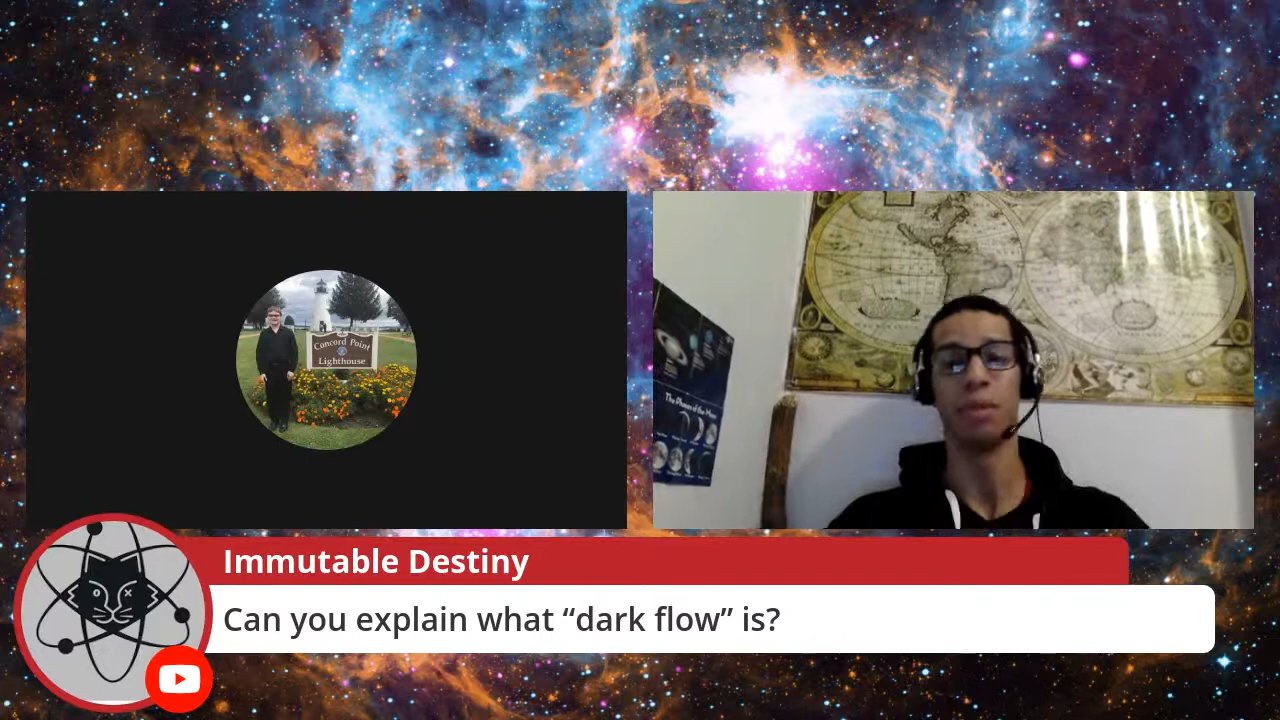 Concord Point
Lighthouse
The Phases of the Moon
Immutable Destiny
Can you explain what “dark flow” is?